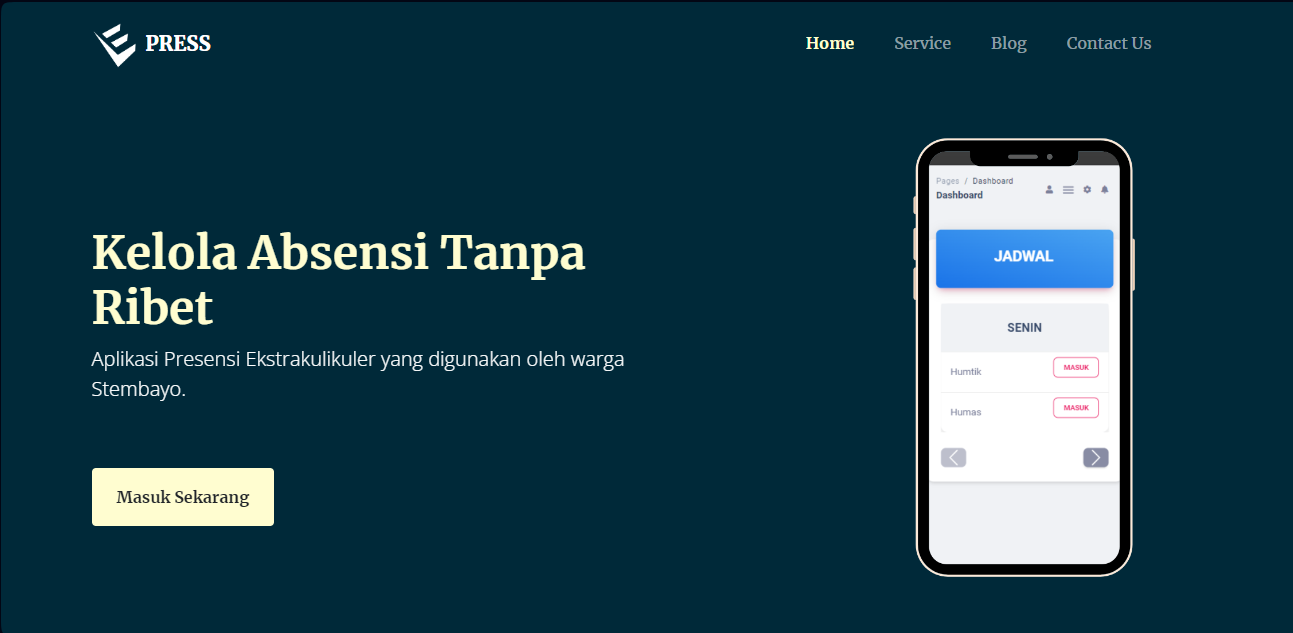 PRESS
Home Service Blog Contact Us
Kelola Absensi Tanpa
Ribet
Aplikasi Presensi Ekstrakulikuler yang digunakan oleh warga
Stembayo.
Masuk Sekarang
Pages / Dashboard
Dashboard
JADWAL
SENIN
Humtik MASUK
Humas MASUK